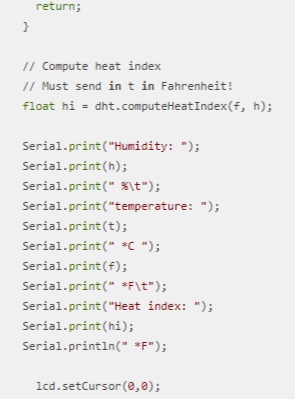 return;
}
// Compute heat index
// Must send in t in Fahrenheit!
float hi = dht.computeHeatIndex(f, h);
Serial.print("Humidity: ");
Serial.print(h);
Serial.print(" %\t");
Serial.print("temperature: ");
Serial.print(t);
Serial.print(" *C ");
Serial.print(f);
Serial.print(" *F\t");
Serial.print("Heat index: ");
Serial.print(hi);
Serial.println(" *F");
lcd.setCursor(0,0);